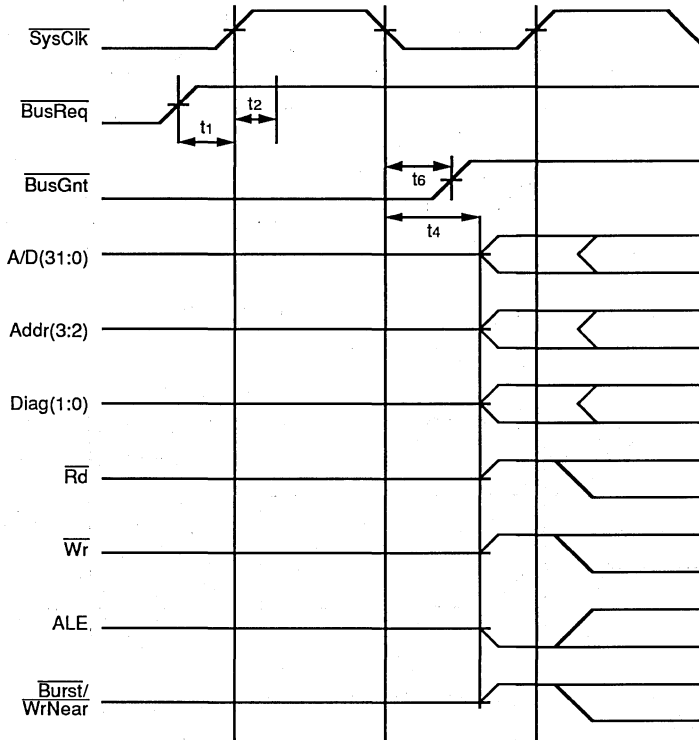 SysClk
BusReq
t1
t2
BusGnt
t6
t4
A/D(31:0)
Addr(3:2)
Diag(1:0)
Rd
Wr
ALE
Burst/
WrNear